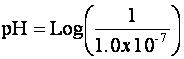 pH = Log(1 / 1.0x10⁻⁷)